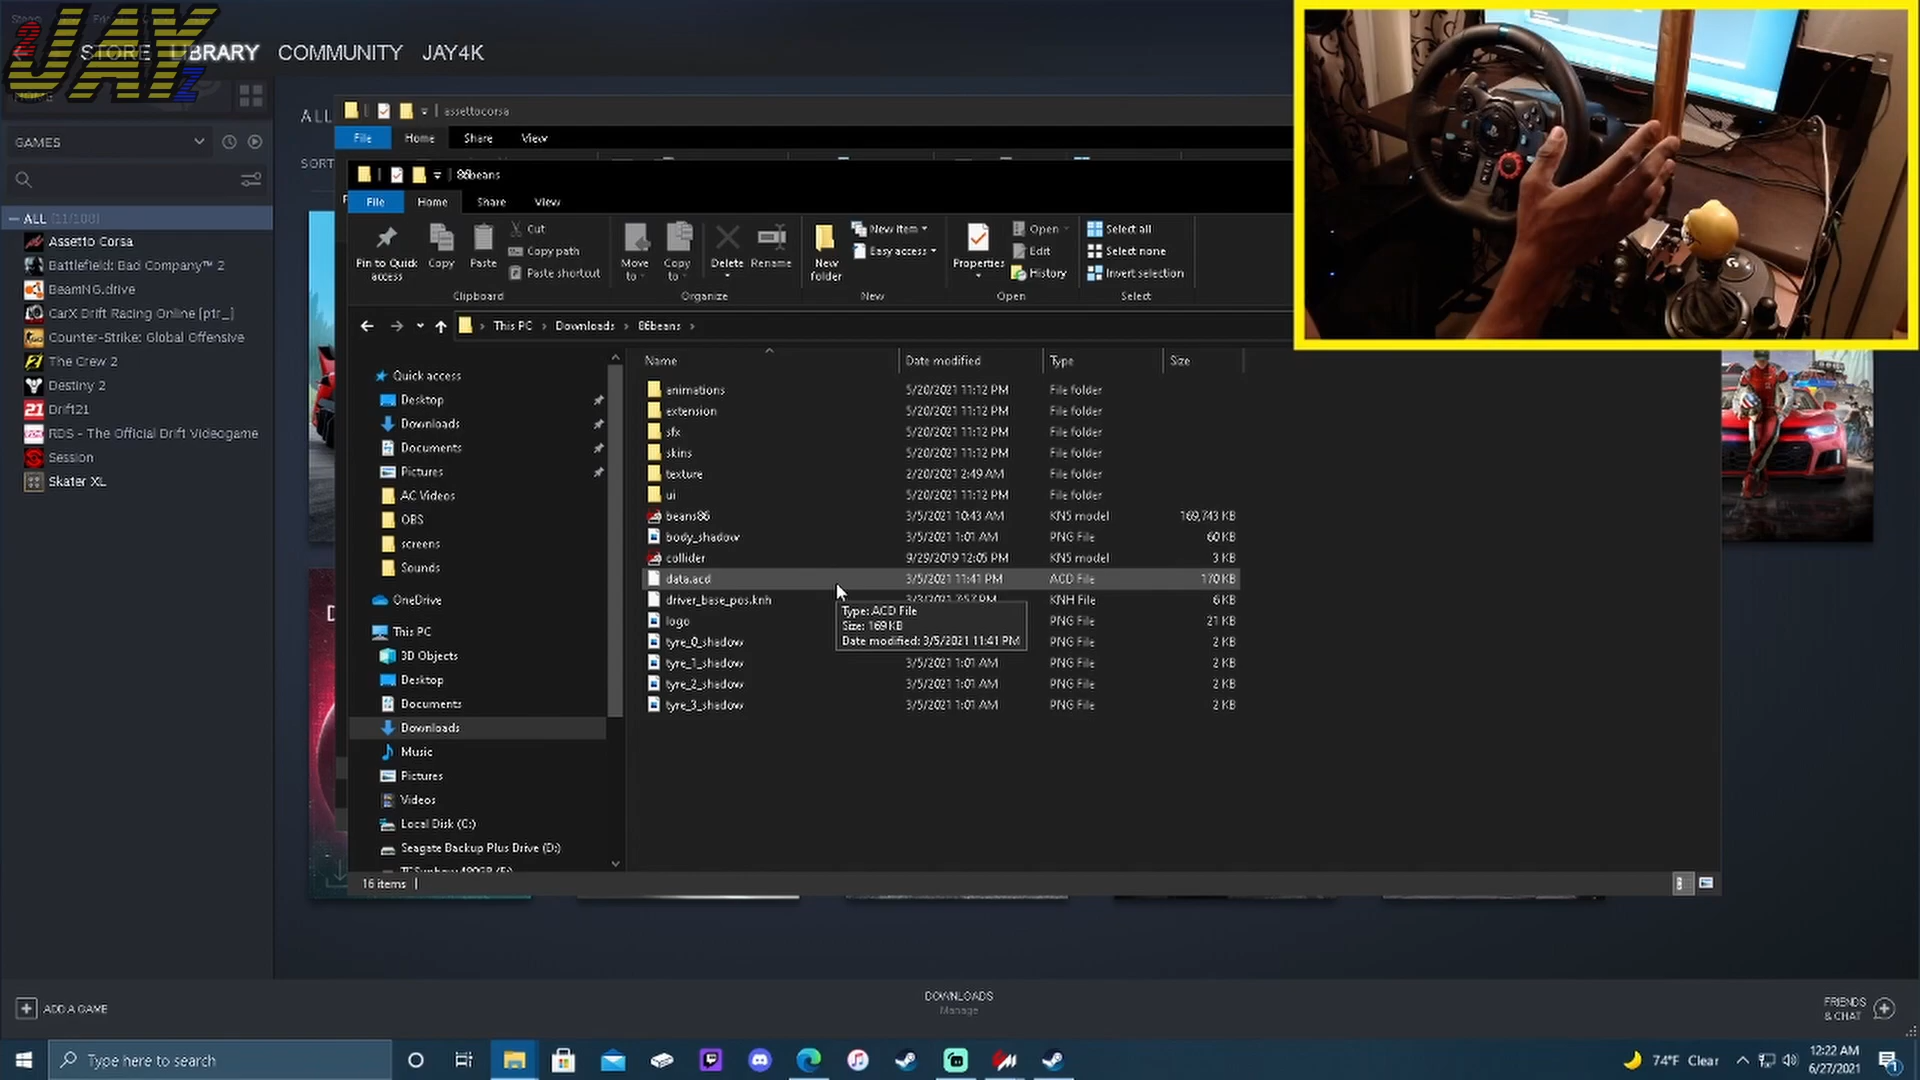 JAY
STORE LIBRARY COMMUNITY JAY4K
HOME
GAMES
ALL (11/108)
Assetto Corsa
Battlefield: Bad Company™ 2
BeamNG.drive
CarX Drift Racing Online [ptr_]
Counter-Strike: Global Offensive
The Crew 2
Destiny 2
Drift21
RDS - The Official Drift Videogame
Session
Skater XL
ALL
SORT
assettocorsa
File Home Share View
86beans
File Home Share View
Pin to Quick access
Copy
Paste
Cut
Copy path
Paste shortcut
Clipboard
Move to
Copy to
Delete
Rename
Organize
New folder
New item
Easy access
New
Properties
Open
Edit
History
Open
Select all
Select none
Invert selection
Select
This PC Downloads 86beans
Quick access
Desktop
Downloads
Documents
Pictures
AC Videos
OBS
screens
Sounds
OneDrive
This PC
3D Objects
Desktop
Documents
Downloads
Music
Pictures
Videos
Local Disk (C:)
Seagate Backup Plus Drive (D:)
Name Date modified Type Size
animations 5/20/2021 11:12 PM File folder
extension 5/20/2021 11:12 PM File folder
sfx 5/20/2021 11:12 PM File folder
skins 5/20/2021 11:12 PM File folder
texture 2/20/2021 2:49 AM File folder
ui 5/20/2021 11:12 PM File folder
beans86 3/5/2021 10:43 AM KN5 model 169,743 KB
body_shadow 3/5/2021 1:01 AM PNG File 60 KB
collider 9/29/2019 12:05 PM KN5 model 3 KB
data.acd 3/5/2021 11:41 PM ACD File 170 KB
driver_base_pos.knh 3/3/2021 7:57 PM KNH File 6 KB
logo PNG File 21 KB
tyre_0_shadow PNG File 2 KB
tyre_1_shadow 3/5/2021 1:01 AM PNG File 2 KB
tyre_2_shadow 3/5/2021 1:01 AM PNG File 2 KB
tyre_3_shadow 3/5/2021 1:01 AM PNG File 2 KB
Type: ACD File
Size: 169 KB
Date modified: 3/5/2021 11:41 PM
16 items
ADD A GAME
DOWNLOADS
Manage
FRIENDS
& CHAT
Type here to search
74°F Clear
12:22 AM
6/27/2021